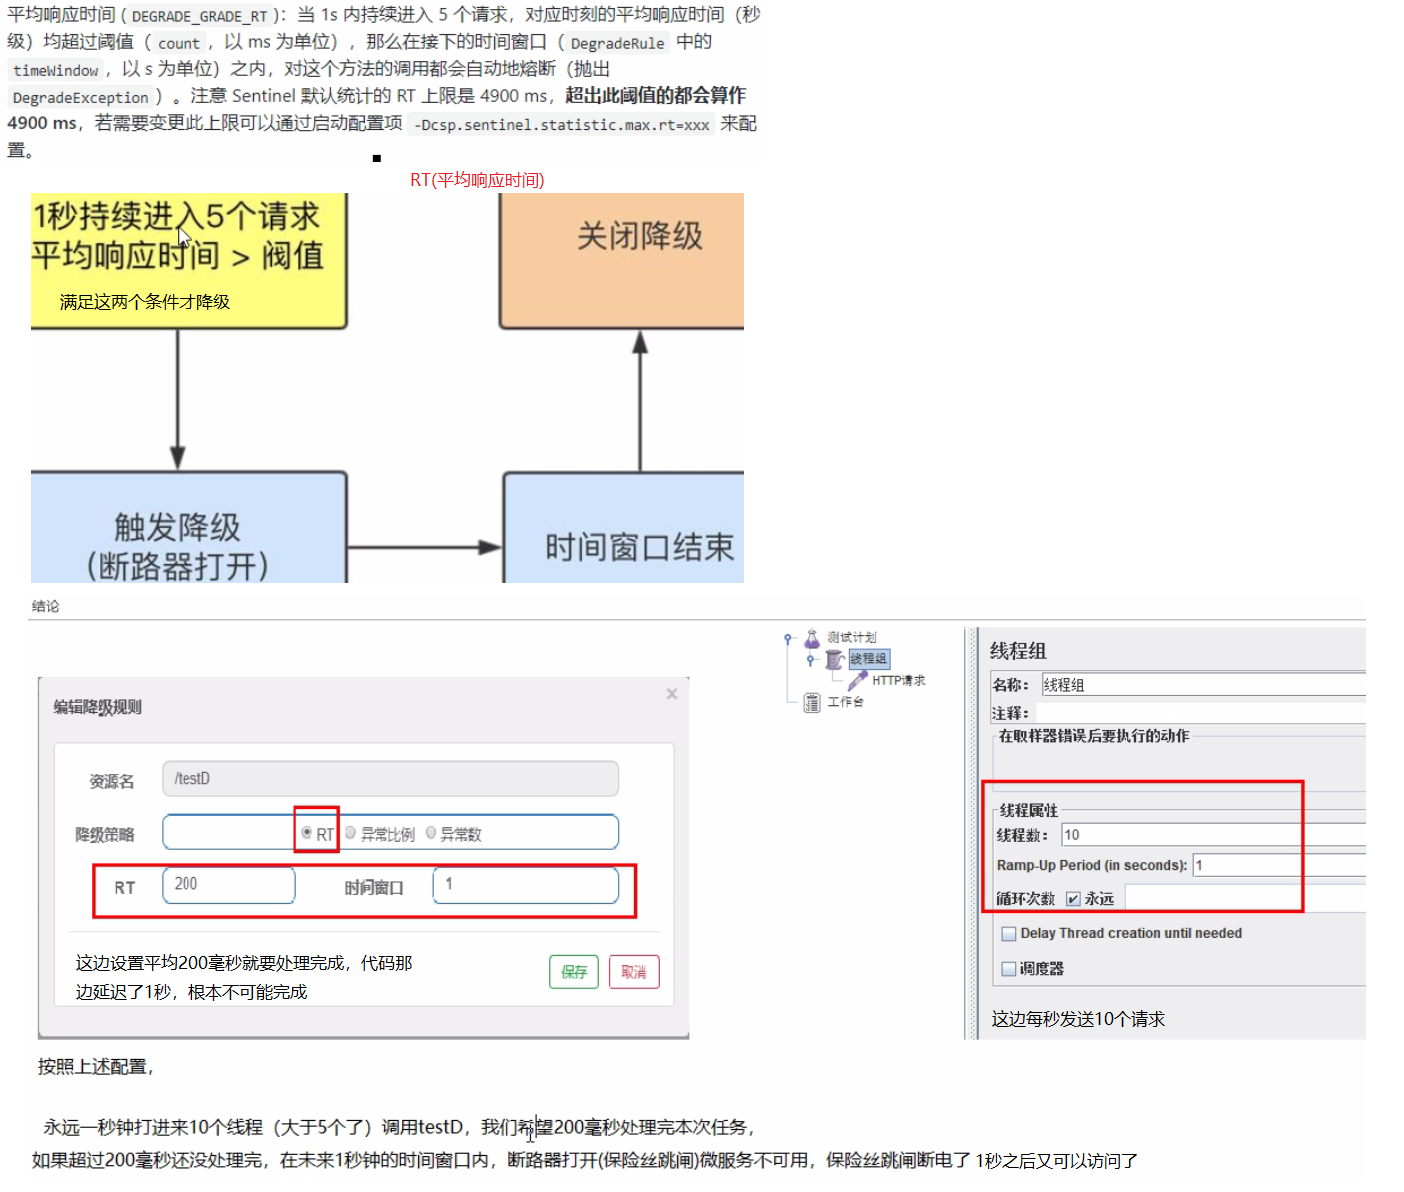 平均响应时间 (DEGRADE_GRADE_RT)：当 1s 内持续进入 5 个请求，对应时刻的平均响应时间（秒
级）均超过阈值（count，以 ms 为单位），那么在接下的时间窗口（DegradeRule 中的
timeWindow，以 s 为单位）之内，对这个方法的调用都会自动地熔断（抛出
DegradeException）。注意 Sentinel 默认统计的 RT 上限是 4900 ms，超出此阈值的都会算作
4900 ms，若需要变更此上限可以通过启动配置项 -Dcsp.sentinel.statistic.max.rt=xxx 来配
置。
RT(平均响应时间)
1秒持续进入5个请求
平均响应时间 > 阀值
满足这两个条件才降级
关闭降级
触发降级
(断路器打开)
时间窗口结束
结论
编辑降级规则
×
资源名
/testD
降级策略
RT
异常比例
异常数
RT
200
时间窗口
1
这边设置平均200毫秒就要处理完成，代码那
边延迟了1秒，根本不可能完成
保存
取消
测试计划
线程组
HTTP请求
工作台
线程组
名称：
线程组
注释：
在取样器错误后要执行的动作
线程属性
线程数：
10
Ramp-Up Period (in seconds):
1
循环次数
永远
Delay Thread creation until needed
调度器
这边每秒发送10个请求
按照上述配置，
永远一秒钟打进来10个线程（大于5个了）调用testD，我们希望200毫秒处理完本次任务，
如果超过200毫秒还没处理完，在未来1秒钟的时间窗口内，断路器打开(保险丝跳闸)微服务不可用，保险丝跳闸断电了 1秒之后又可以访问了